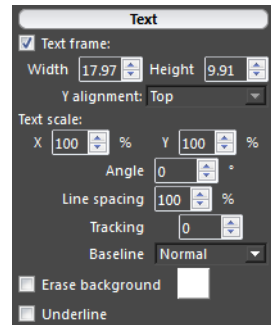 Text
Text frame:
Width 17.97 Height 9.91
Y alignment: Top
Text scale:
X 100 % Y 100 %
Angle 0 °
Line spacing 100 %
Tracking 0
Baseline Normal
Erase background
Underline